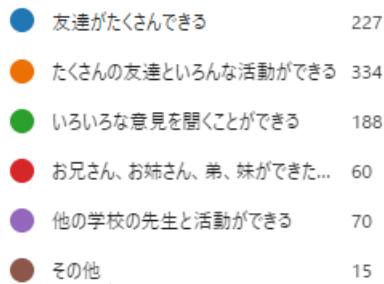 友達がたくさんできる 227
たくさんの友達といろんな活動ができる 334
いろいろな意見を聞くことができる 188
お兄さん、お姉さん、弟、妹ができた... 60
他の学校の先生と活動ができる 70
その他 15